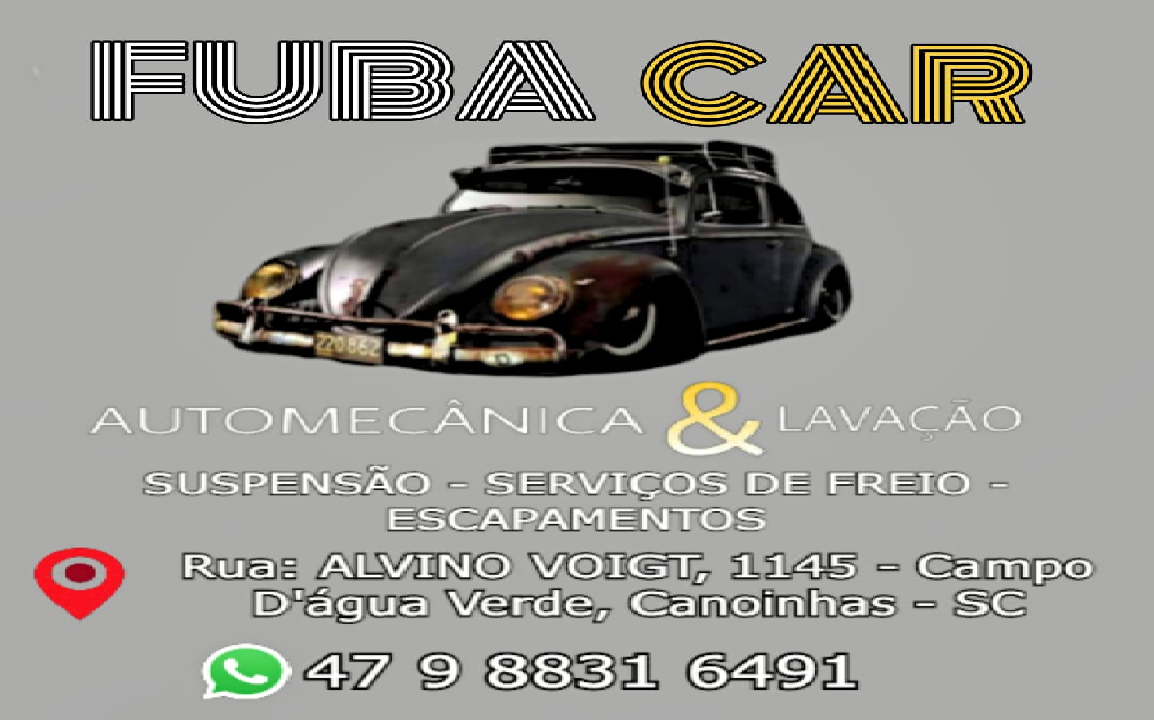 FUBA CAR
220862
AUTOMECÂNICA & LAVAÇÃO
SUSPENSÃO - SERVIÇOS DE FREIO -
ESCAPAMENTOS
Rua: ALVINO VOIGT, 1145 - Campo
D'água Verde, Canoinhas - SC
47 9 8831 6491